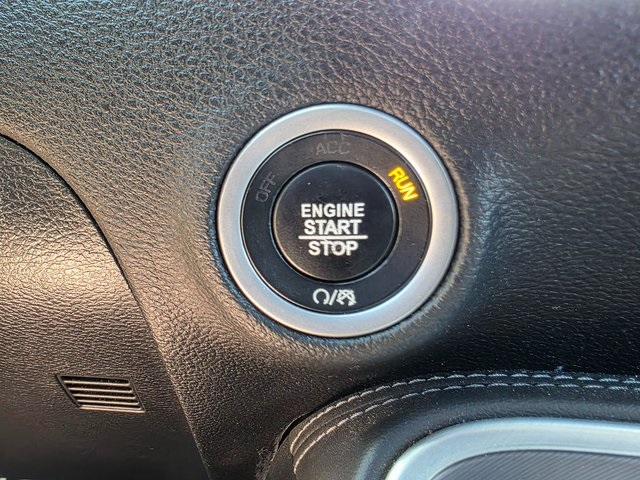 OFF
ACC
RUN
ENGINE
START
STOP